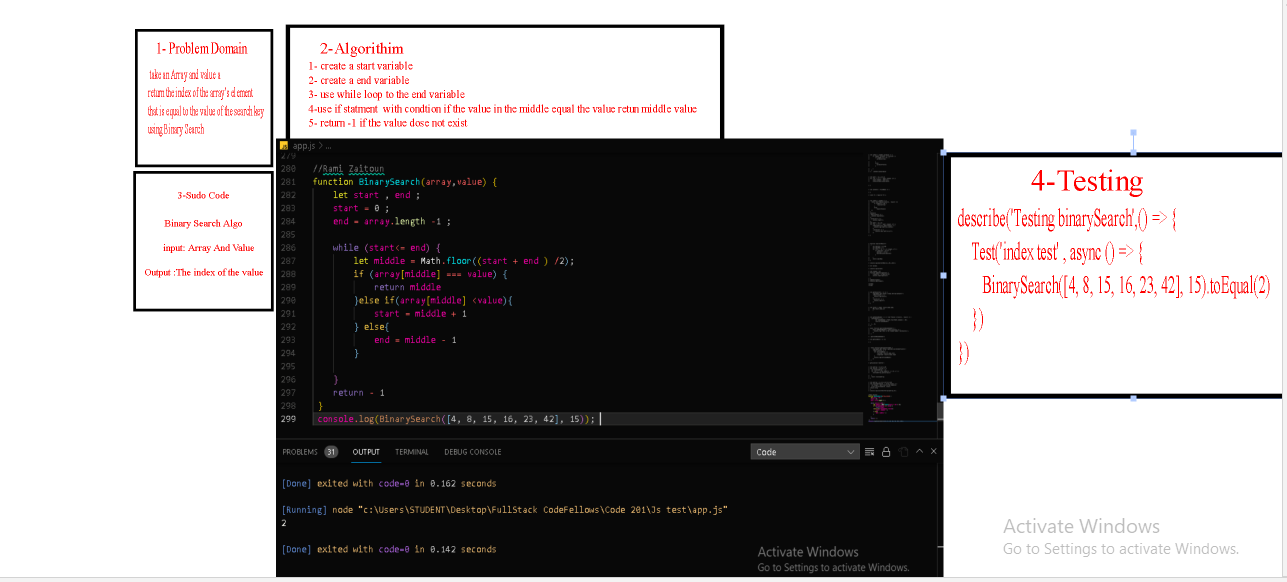 1- Problem Domain
take an Array and value a
return the index of the array's element
that is equal to the value of the search key
using Binary Search
2-Algorithim
1- create a start variable
2- create a end variable
3- use while loop to the end variable
4-use if statment with condtion if the value in the middle equal the value retun middle value
5- return -1 if the value dose not exist
3-Sudo Code
Binary Search Algo
input: Array And Value
Output :The index of the value
app.js > ...
279
280 //Rami Zaitoun
281 function BinarySearch(array,value) {
282 let start , end ;
283 start = 0 ;
284 end = array.length -1 ;
285
286 while (start<= end) {
287 let middle = Math.floor((start + end ) /2);
288 if (array[middle] === value) {
289 return middle
290 }else if(array[middle] <value){
291 start = middle + 1
292 } else{
293 end = middle - 1
294 }
295
296 }
297 return - 1
298 }
299 console.log(BinarySearch([4, 8, 15, 16, 23, 42], 15));
PROBLEMS 31 OUTPUT TERMINAL DEBUG CONSOLE Code
[Done] exited with code=0 in 0.162 seconds
[Running] node "c:\Users\STUDENT\Desktop\FullStack CodeFellows\Code 201\Js test\app.js"
2
[Done] exited with code=0 in 0.142 seconds
Activate Windows
Go to Settings to activate Windows.
4-Testing
describe('Testing binarySearch',() => {
Test('index test' , async () => {
BinarySearch([4, 8, 15, 16, 23, 42], 15).toEqual(2)
})
})
Activate Windows
Go to Settings to activate Windows.